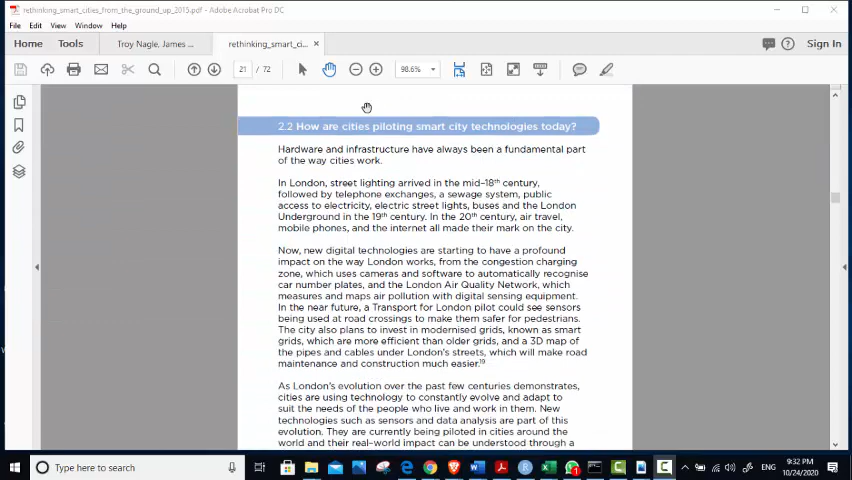 rethinking_smart_cities_from_the_ground_up_2015.pdf - Adobe Acrobat Pro DC
File Edit View Window Help
Home Tools Troy Nagle, James ... rethinking_smart_ci... × Sign In
21 / 72 98.6%
2.2 How are cities piloting smart city technologies today?
Hardware and infrastructure have always been a fundamental part
of the way cities work.
In London, street lighting arrived in the mid–18th century,
followed by telephone exchanges, a sewage system, public
access to electricity, electric street lights, buses and the London
Underground in the 19th century. In the 20th century, air travel,
mobile phones, and the internet all made their mark on the city.
Now, new digital technologies are starting to have a profound
impact on the way London works, from the congestion charging
zone, which uses cameras and software to automatically recognise
car number plates, and the London Air Quality Network, which
measures and maps air pollution with digital sensing equipment.
In the near future, a Transport for London pilot could see sensors
being used at road crossings to make them safer for pedestrians.
The city also plans to invest in modernised grids, known as smart
grids, which are more efficient than older grids, and a 3D map of
the pipes and cables under London's streets, which will make road
maintenance and construction much easier.19
As London's evolution over the past few centuries demonstrates,
cities are using technology to constantly evolve and adapt to
suit the needs of the people who live and work in them. New
technologies such as sensors and data analysis are part of this
evolution. They are currently being piloted in cities around the
world and their real–world impact can be understood through a
Type here to search
ENG
9:32 PM
10/24/2020